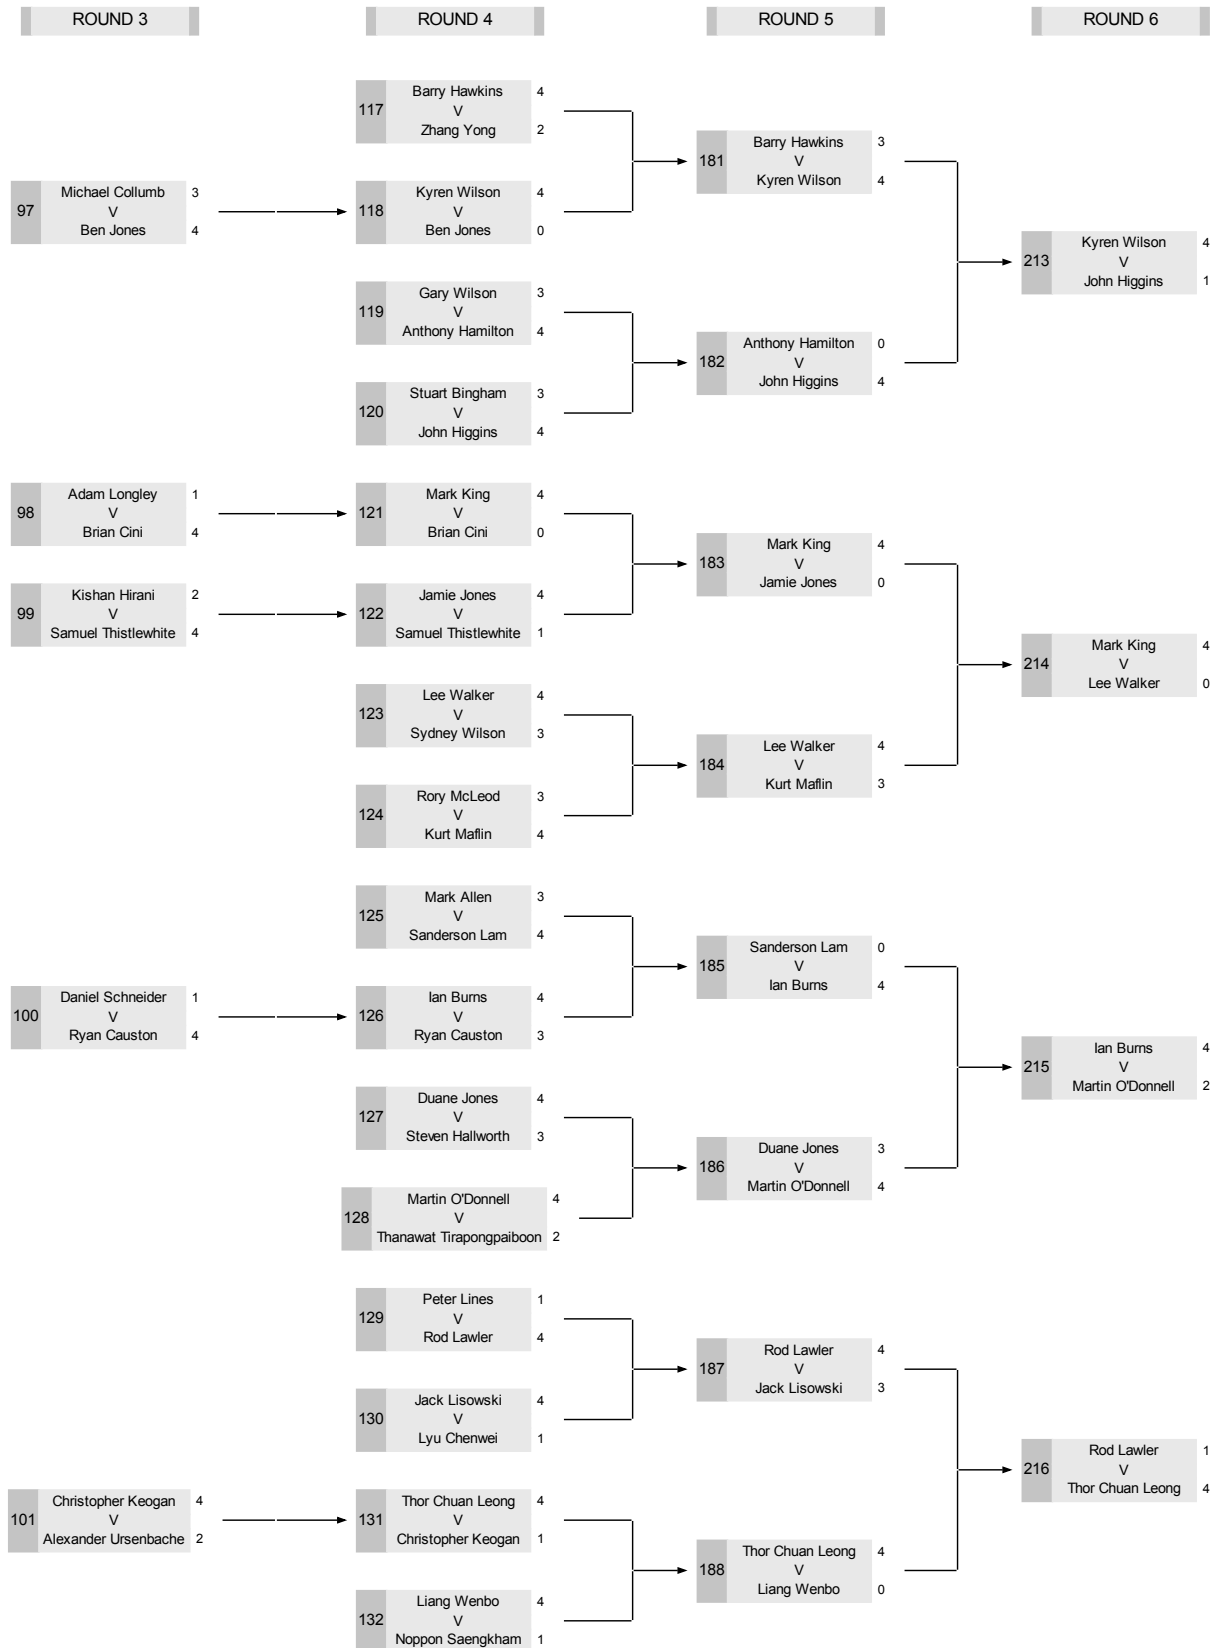 ROUND 3
ROUND 4
ROUND 5
ROUND 6
97
Michael Collumb 3
V
Ben Jones 4
98
Adam Longley 1
V
Brian Cini 4
99
Kishan Hirani 2
V
Samuel Thistlewhite 4
100
Daniel Schneider 1
V
Ryan Causton 4
101
Christopher Keogan 4
V
Alexander Ursenbache 2
117
Barry Hawkins 4
V
Zhang Yong 2
118
Kyren Wilson 4
V
Ben Jones 0
119
Gary Wilson 3
V
Anthony Hamilton 4
120
Stuart Bingham 3
V
John Higgins 4
121
Mark King 4
V
Brian Cini 0
122
Jamie Jones 4
V
Samuel Thistlewhite 1
123
Lee Walker 4
V
Sydney Wilson 3
124
Rory McLeod 3
V
Kurt Maflin 4
125
Mark Allen 3
V
Sanderson Lam 4
126
Ian Burns 4
V
Ryan Causton 3
127
Duane Jones 4
V
Steven Hallworth 3
128
Martin O'Donnell 4
V
Thanawat Tirapongpaiboon 2
129
Peter Lines 1
V
Rod Lawler 4
130
Jack Lisowski 4
V
Lyu Chenwei 1
131
Thor Chuan Leong 4
V
Christopher Keogan 1
132
Liang Wenbo 4
V
Noppon Saengkham 1
181
Barry Hawkins 3
V
Kyren Wilson 4
182
Anthony Hamilton 0
V
John Higgins 4
183
Mark King 4
V
Jamie Jones 0
184
Lee Walker 4
V
Kurt Maflin 3
185
Sanderson Lam 0
V
Ian Burns 4
186
Duane Jones 3
V
Martin O'Donnell 4
187
Rod Lawler 4
V
Jack Lisowski 3
188
Thor Chuan Leong 4
V
Liang Wenbo 0
213
Kyren Wilson 4
V
John Higgins 1
214
Mark King 4
V
Lee Walker 0
215
Ian Burns 4
V
Martin O'Donnell 2
216
Rod Lawler 1
V
Thor Chuan Leong 4